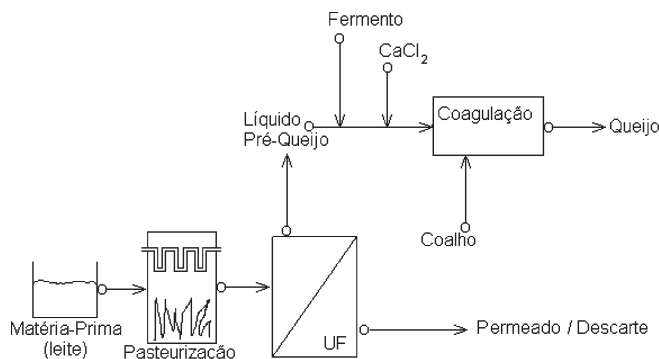 Fermento
CaCl₂
Líquido
Pré-Queijo
Coagulação
Queijo
Coalho
Matéria-Prima
(leite)
Pasteurização
UF
Permeado / Descarte